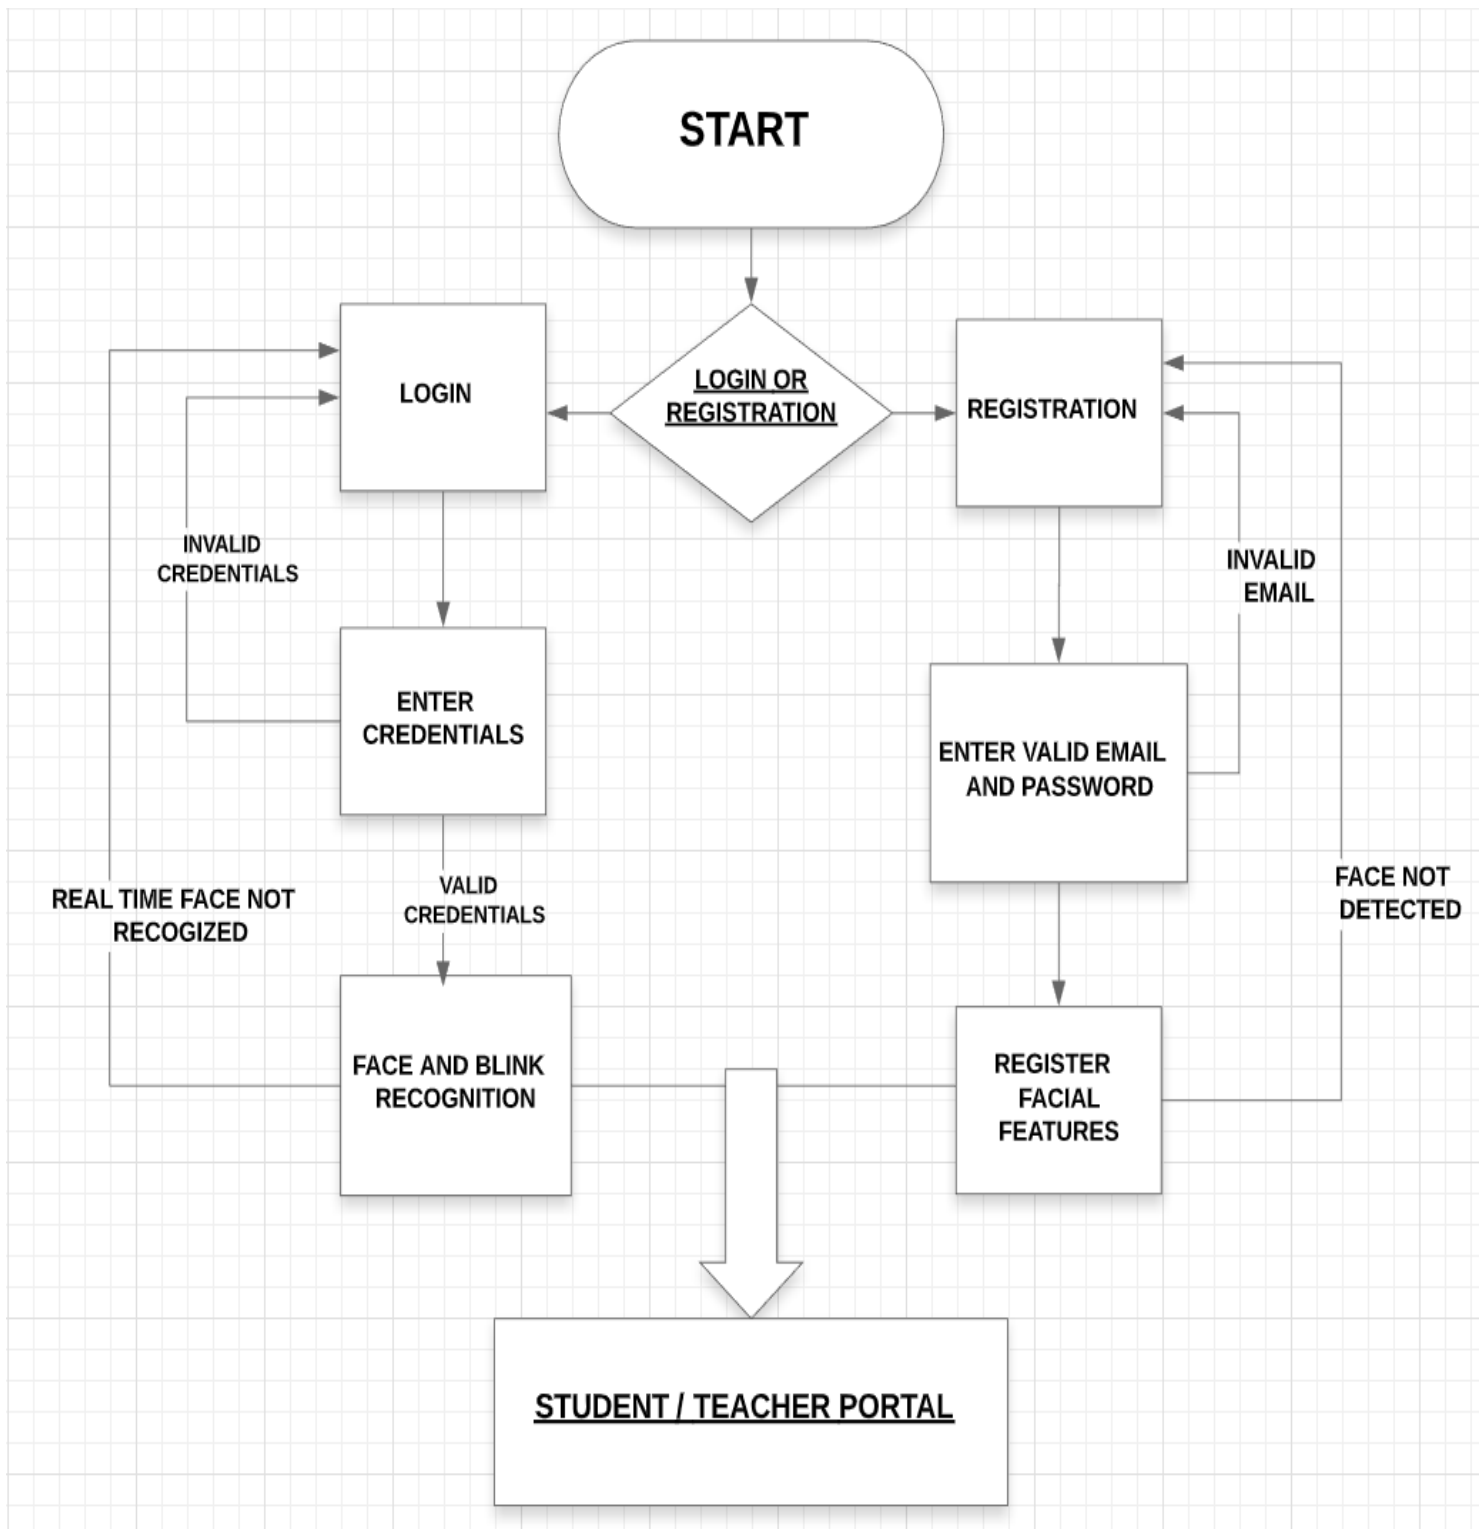 START
LOGIN
LOGIN OR
REGISTRATION
REGISTRATION
INVALID
CREDENTIALS
INVALID
EMAIL
ENTER
CREDENTIALS
ENTER VALID EMAIL
AND PASSWORD
VALID
CREDENTIALS
REAL TIME FACE NOT
RECOGIZED
FACE NOT
DETECTED
FACE AND BLINK
RECOGNITION
REGISTER
FACIAL
FEATURES
STUDENT / TEACHER PORTAL